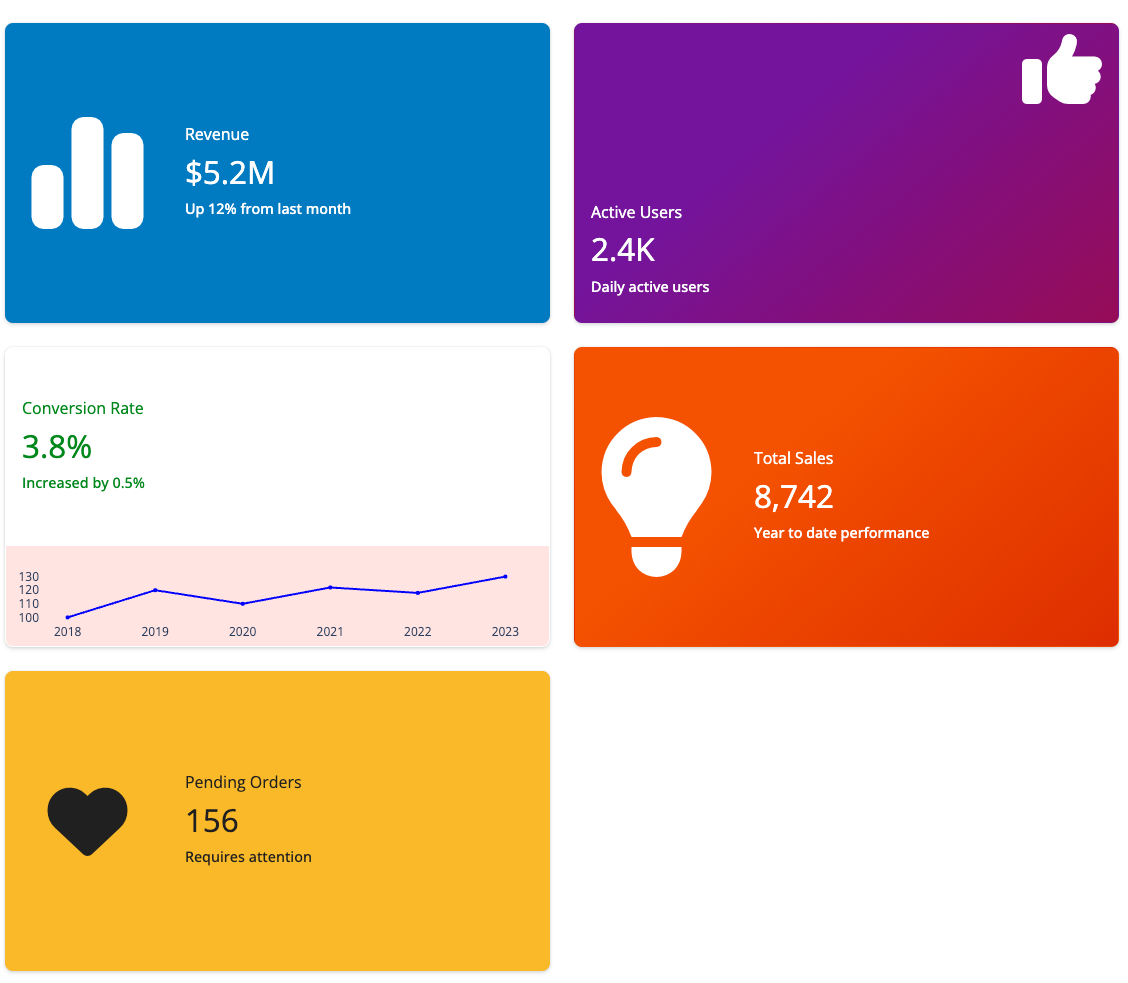 Revenue
$5.2M
Up 12% from last month
Active Users
2.4K
Daily active users
Conversion Rate
3.8%
Increased by 0.5%
130
120
110
100
2018 2019 2020 2021 2022 2023
Total Sales
8,742
Year to date performance
Pending Orders
156
Requires attention